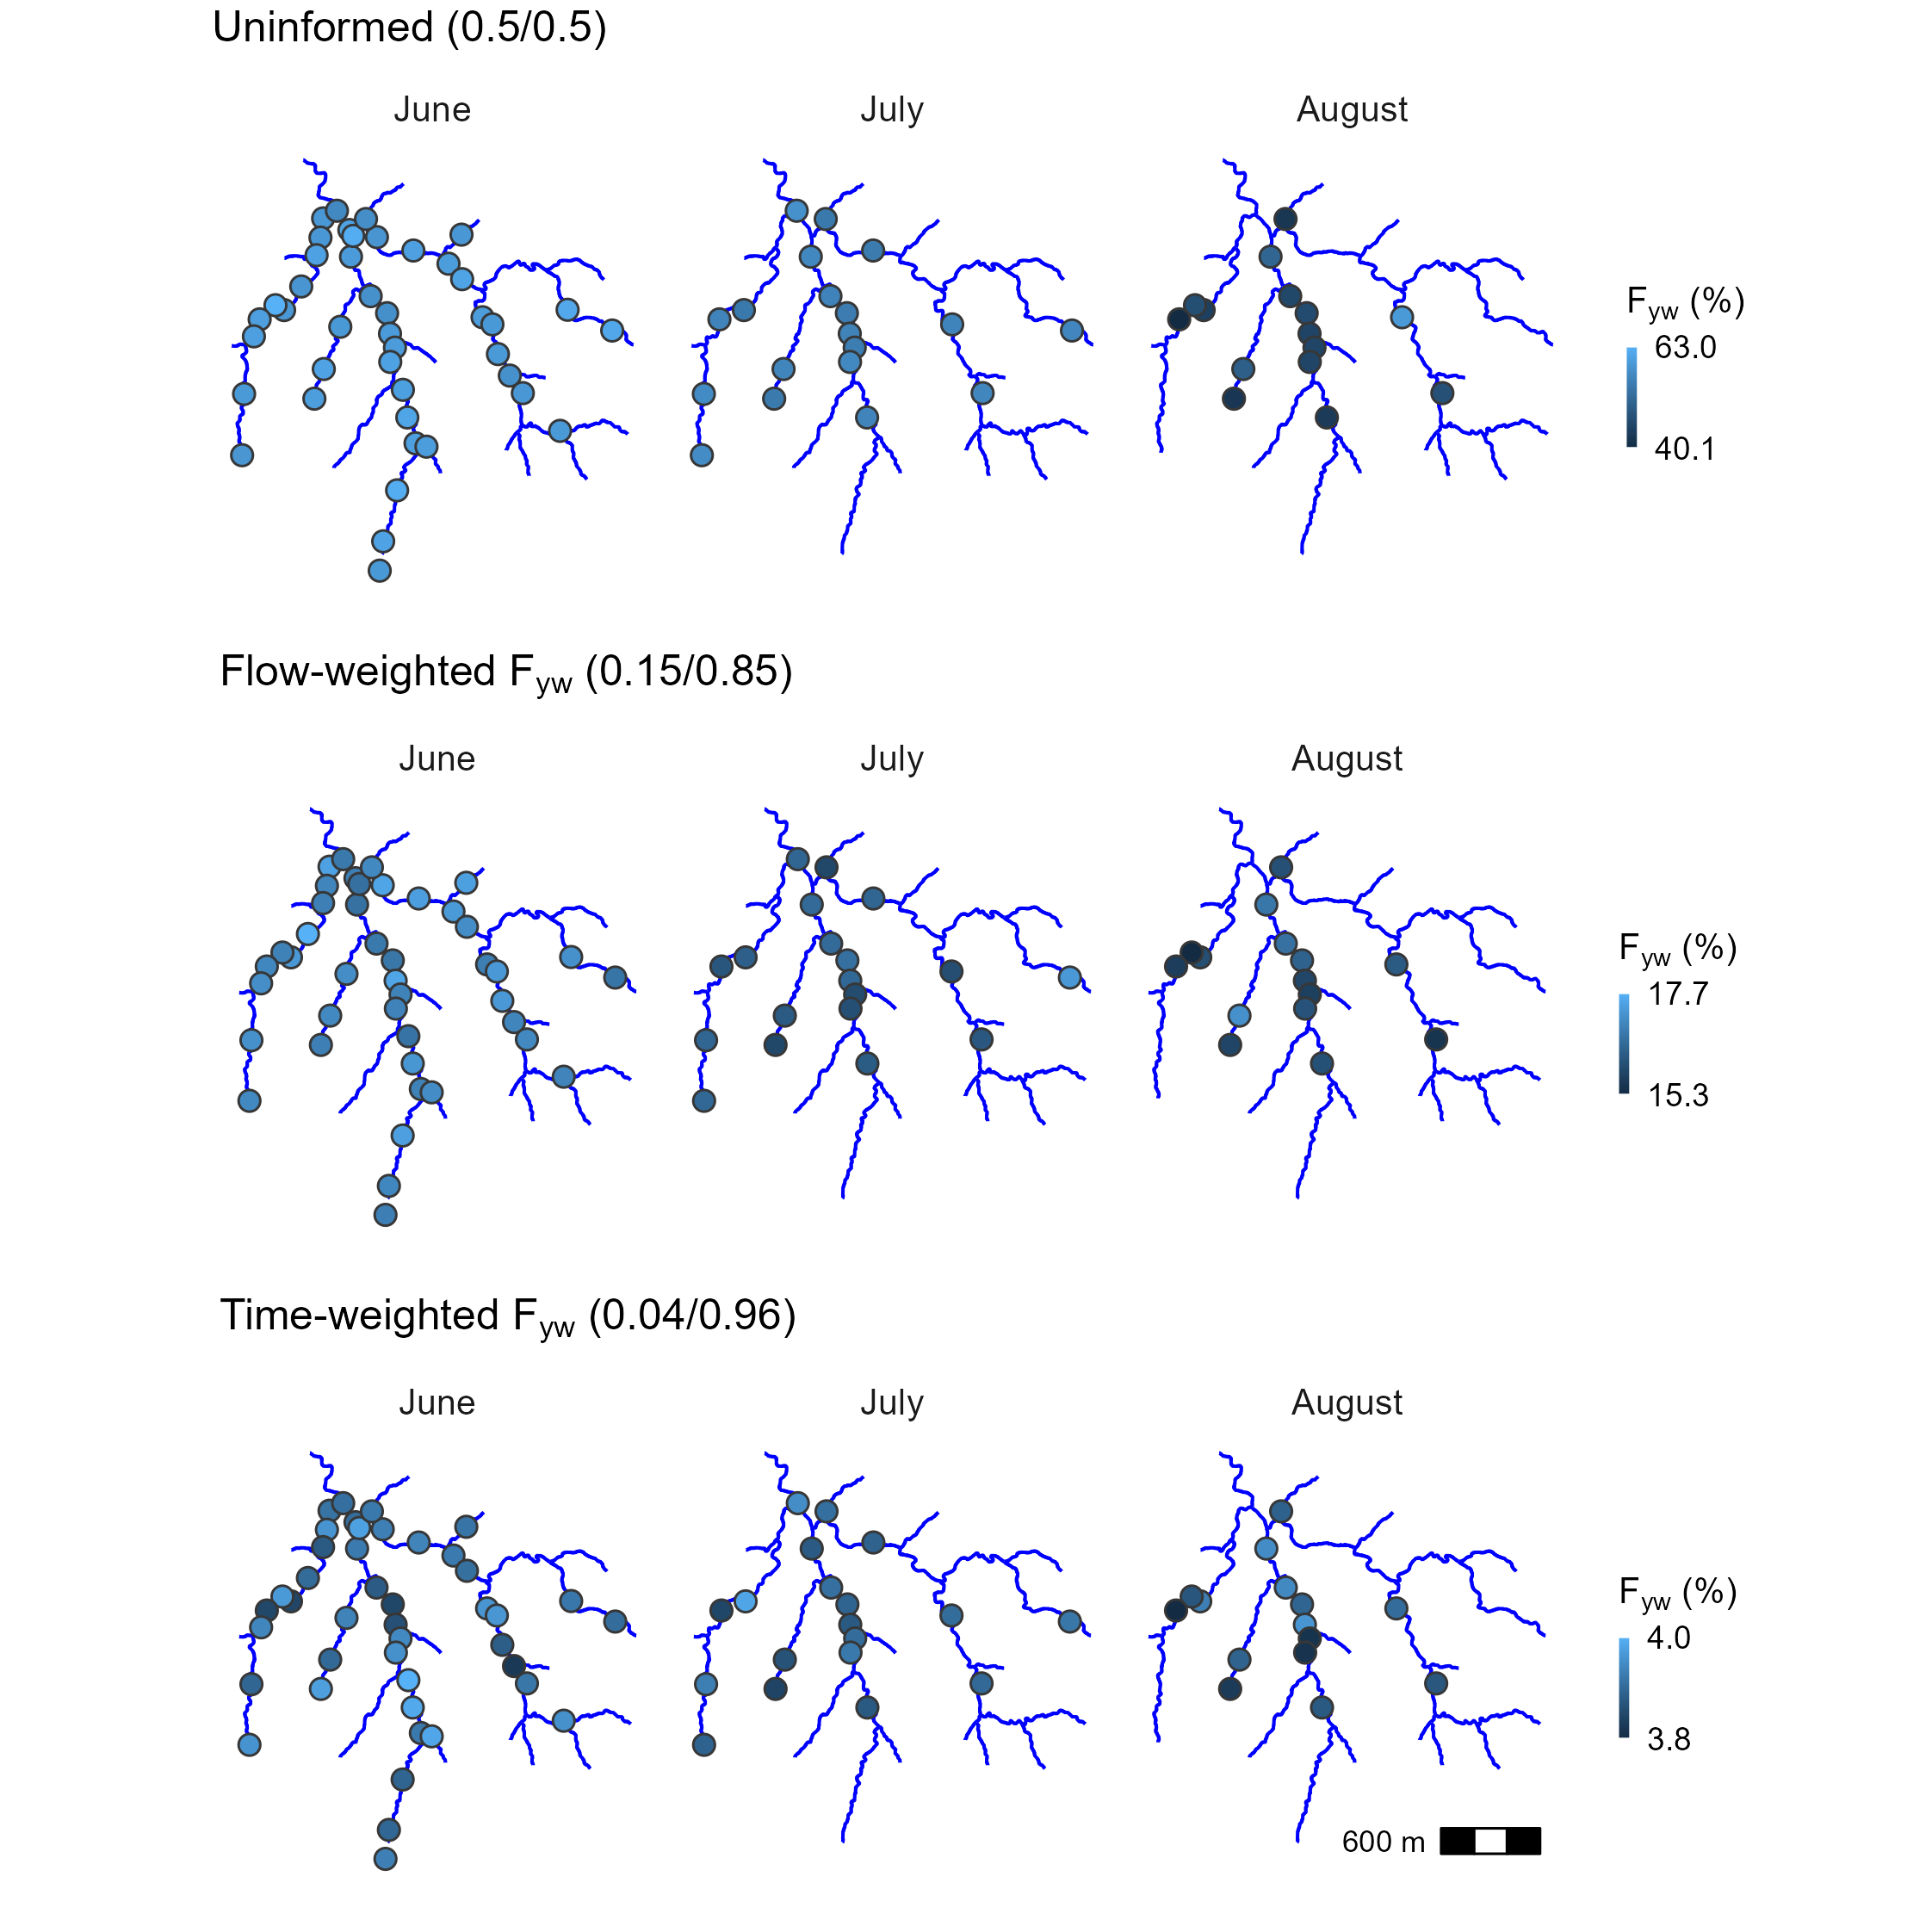 Uninformed (0.5/0.5)
June July August
Fyw (%)
63.0
40.1
Flow-weighted Fyw (0.15/0.85)
June July August
Fyw (%)
17.7
15.3
Time-weighted Fyw (0.04/0.96)
June July August
Fyw (%)
4.0
3.8
600 m